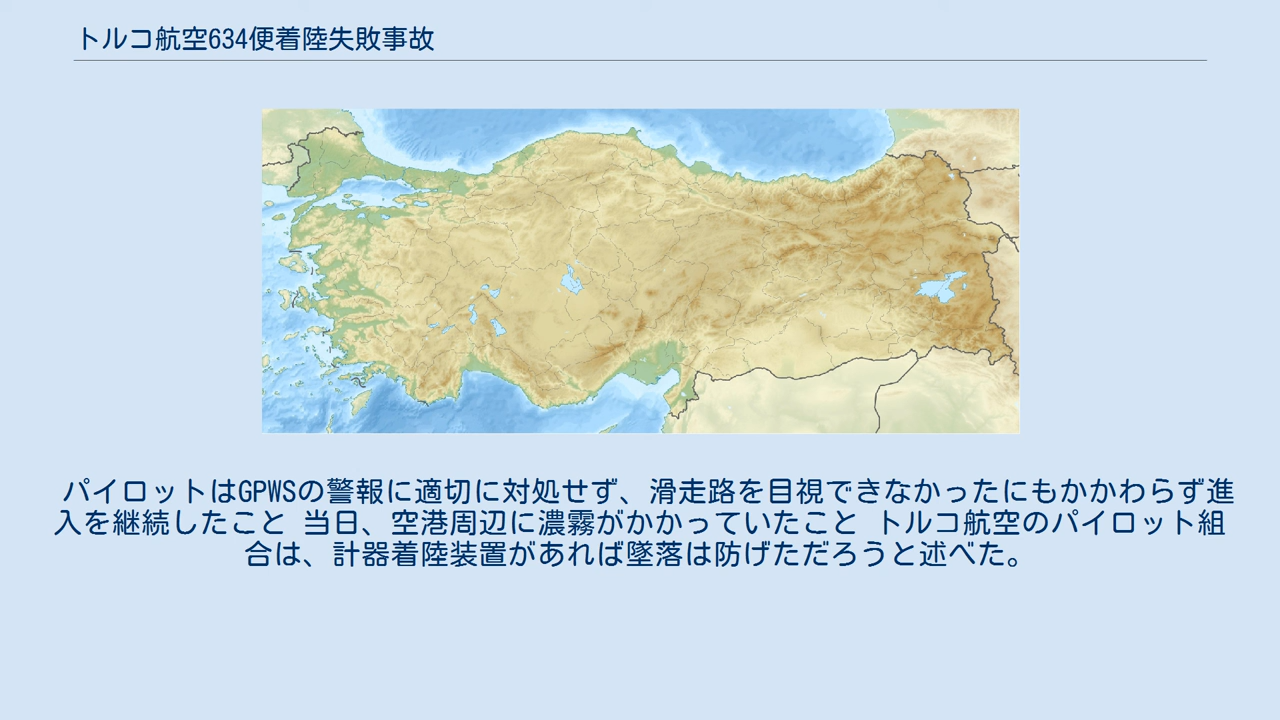 トルコ航空634便着陸失敗事故
パイロットはGPWSの警報に適切に対処せず、滑走路を目視できなかったにもかかわらず進
入を継続したこと 当日、空港周辺に濃霧がかかっていたこと トルコ航空のパイロット組
合は、計器着陸装置があれば墜落は防げただろうと述べた。